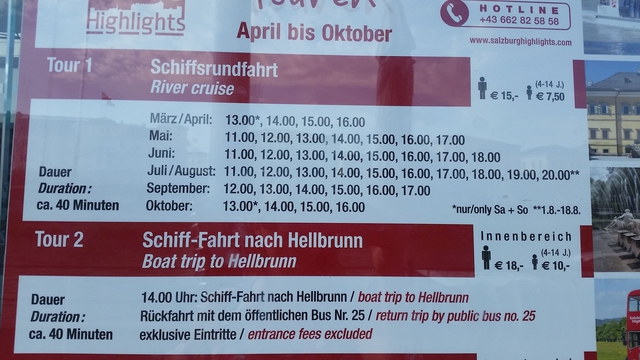 Highlights
Touren
April bis Oktober
HOTLINE
+43 662 82 58 58
www.salzburghighlights.com
Tour 1 Schiffsrundfahrt
River cruise
(4-14 J.)
€ 15,- € 7,50
März/April: 13.00*, 14.00, 15.00, 16.00
Mai: 11.00, 12.00, 13.00, 14.00, 15.00, 16.00, 17.00
Juni: 11.00, 12.00, 13.00, 14.00, 15.00, 16.00, 17.00, 18.00
Dauer Juli/August: 11.00, 12.00, 13.00, 14.00, 15.00, 16.00, 17.00, 18.00, 19.00, 20.00**
Duration: September: 12.00, 13.00, 14.00, 15.00, 16.00, 17.00
ca. 40 Minuten Oktober: 13.00*, 14.00, 15.00, 16.00 *nur/only Sa + So **1.8.-18.8.
Tour 2 Schiff-Fahrt nach Hellbrunn
Boat trip to Hellbrunn
Innenbereich
(4-14 J.)
€ 18,- € 10,-
Dauer 14.00 Uhr: Schiff-Fahrt nach Hellbrunn / boat trip to Hellbrunn
Duration: Rückfahrt mit dem öffentlichen Bus Nr. 25 / return trip by public bus no. 25
ca. 40 Minuten exklusive Eintritte / entrance fees excluded